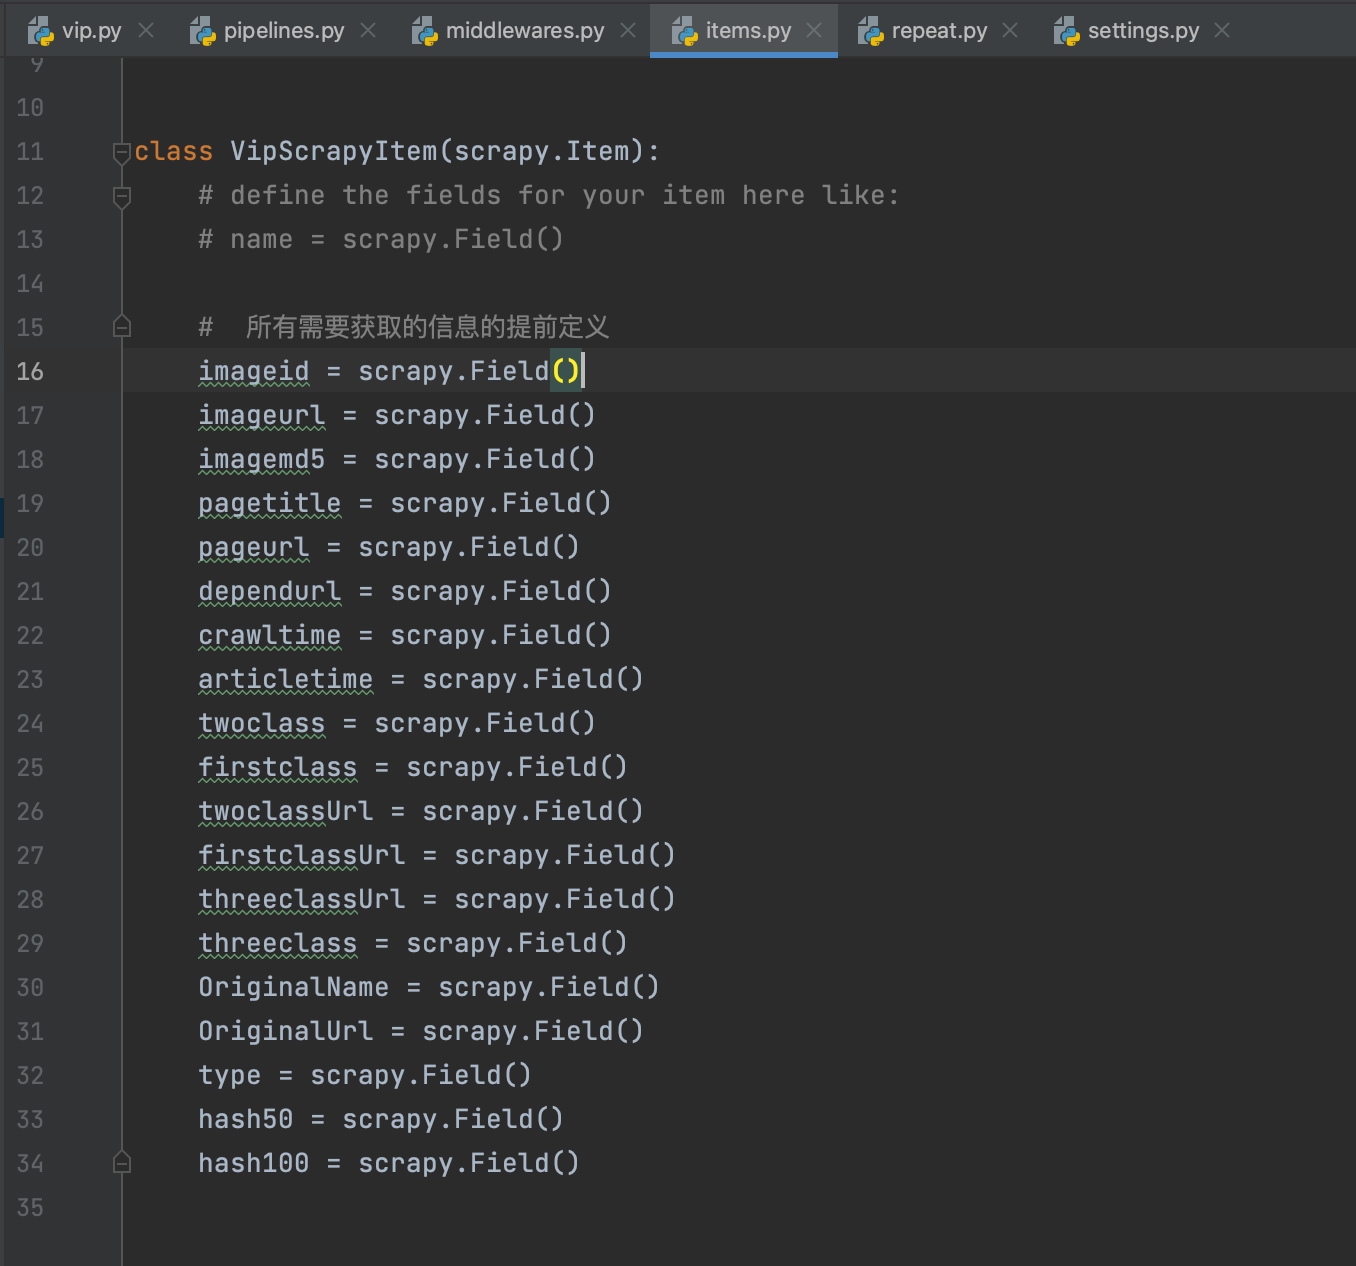 vip.py pipelines.py middlewares.py items.py repeat.py settings.py
9
10
11 class VipScrapyItem(scrapy.Item):
12 # define the fields for your item here like:
13 # name = scrapy.Field()
14
15 # 所有需要获取的信息的提前定义
16 imageid = scrapy.Field()
17 imageurl = scrapy.Field()
18 imagemd5 = scrapy.Field()
19 pagetitle = scrapy.Field()
20 pageurl = scrapy.Field()
21 dependurl = scrapy.Field()
22 crawltime = scrapy.Field()
23 articletime = scrapy.Field()
24 twoclass = scrapy.Field()
25 firstclass = scrapy.Field()
26 twoclassUrl = scrapy.Field()
27 firstclassUrl = scrapy.Field()
28 threeclassUrl = scrapy.Field()
29 threeclass = scrapy.Field()
30 OriginalName = scrapy.Field()
31 OriginalUrl = scrapy.Field()
32 type = scrapy.Field()
33 hash50 = scrapy.Field()
34 hash100 = scrapy.Field()
35